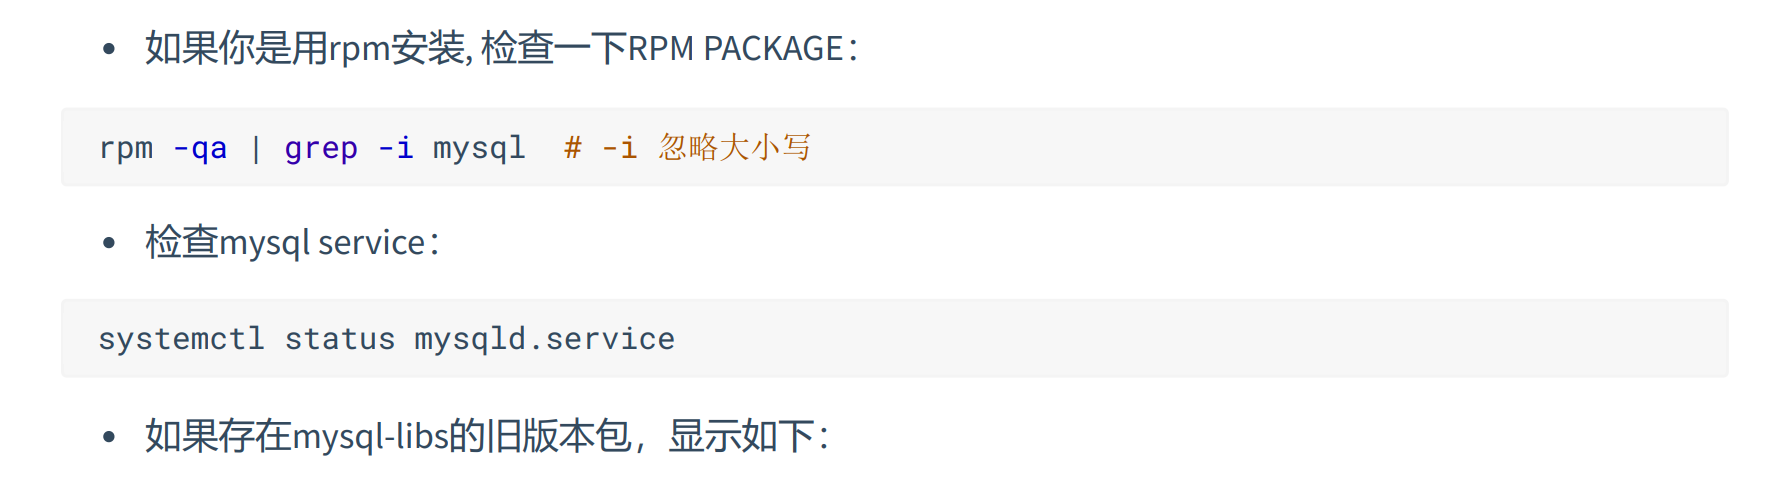 • 如果你是用rpm安装, 检查一下RPM PACKAGE：
rpm -qa | grep -i mysql  # -i 忽略大小写
• 检查mysql service：
systemctl status mysqld.service
• 如果存在mysql-libs的旧版本包，显示如下：